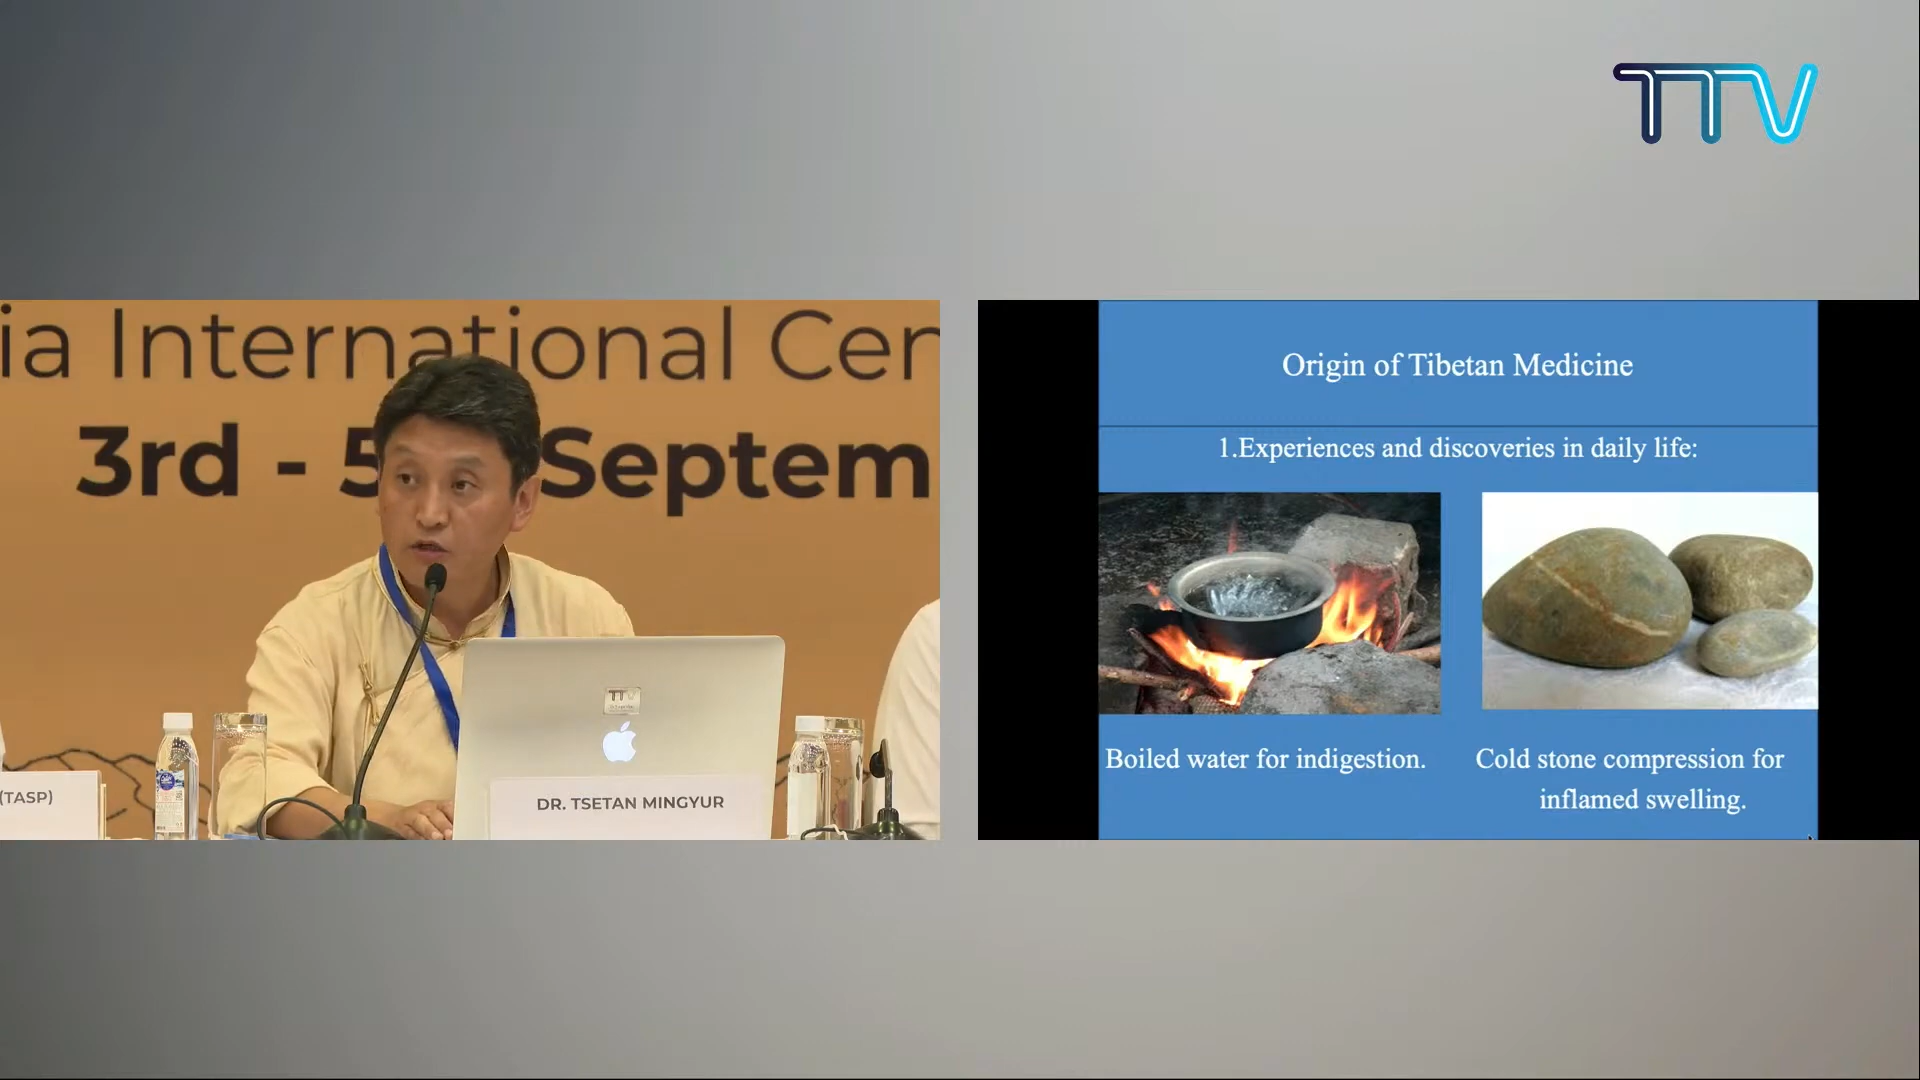 TTV
ia International Cen
3rd - 5 Septem
(TASP)
TTV
DR. TSETAN MINGYUR
Origin of Tibetan Medicine
1.Experiences and discoveries in daily life:
Boiled water for indigestion.
Cold stone compression for
inflamed swelling.